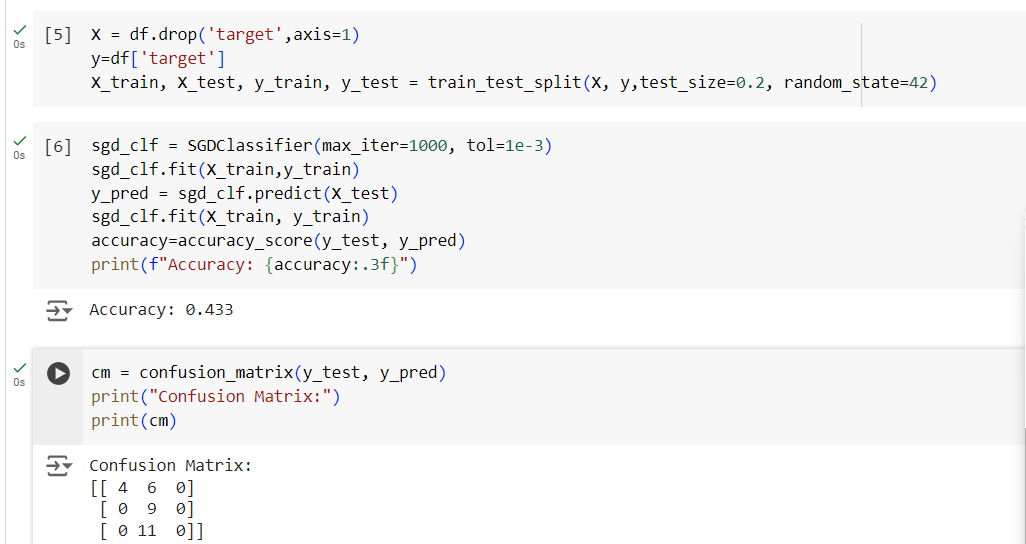 0s
[5] X = df.drop('target',axis=1)
y=df['target']
X_train, X_test, y_train, y_test = train_test_split(X, y,test_size=0.2, random_state=42)
0s
[6] sgd_clf = SGDClassifier(max_iter=1000, tol=1e-3)
sgd_clf.fit(X_train,y_train)
y_pred = sgd_clf.predict(X_test)
sgd_clf.fit(X_train, y_train)
accuracy=accuracy_score(y_test, y_pred)
print(f"Accuracy: {accuracy:.3f}")
Accuracy: 0.433
0s
cm = confusion_matrix(y_test, y_pred)
print("Confusion Matrix:")
print(cm)
Confusion Matrix:
[[ 4  6  0]
 [ 0  9  0]
 [ 0 11  0]]